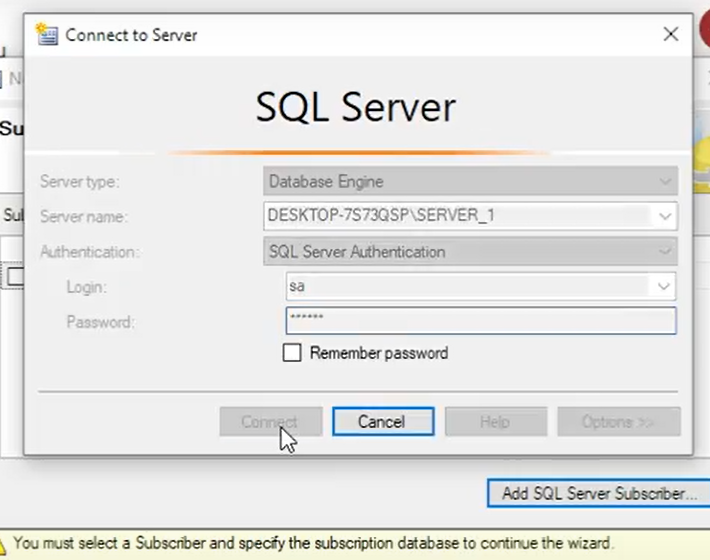 Connect to Server
N
SQL Server
Su
Server type:
Database Engine
Server name:
DESKTOP-7S73QSP\SERVER_1
Sul
Authentication:
SQL Server Authentication
Login:
sa
Password:
******
Remember password
Connect
Cancel
Help
Options >>
Add SQL Server Subscriber...
You must select a Subscriber and specify the subscription database to continue the wizard.